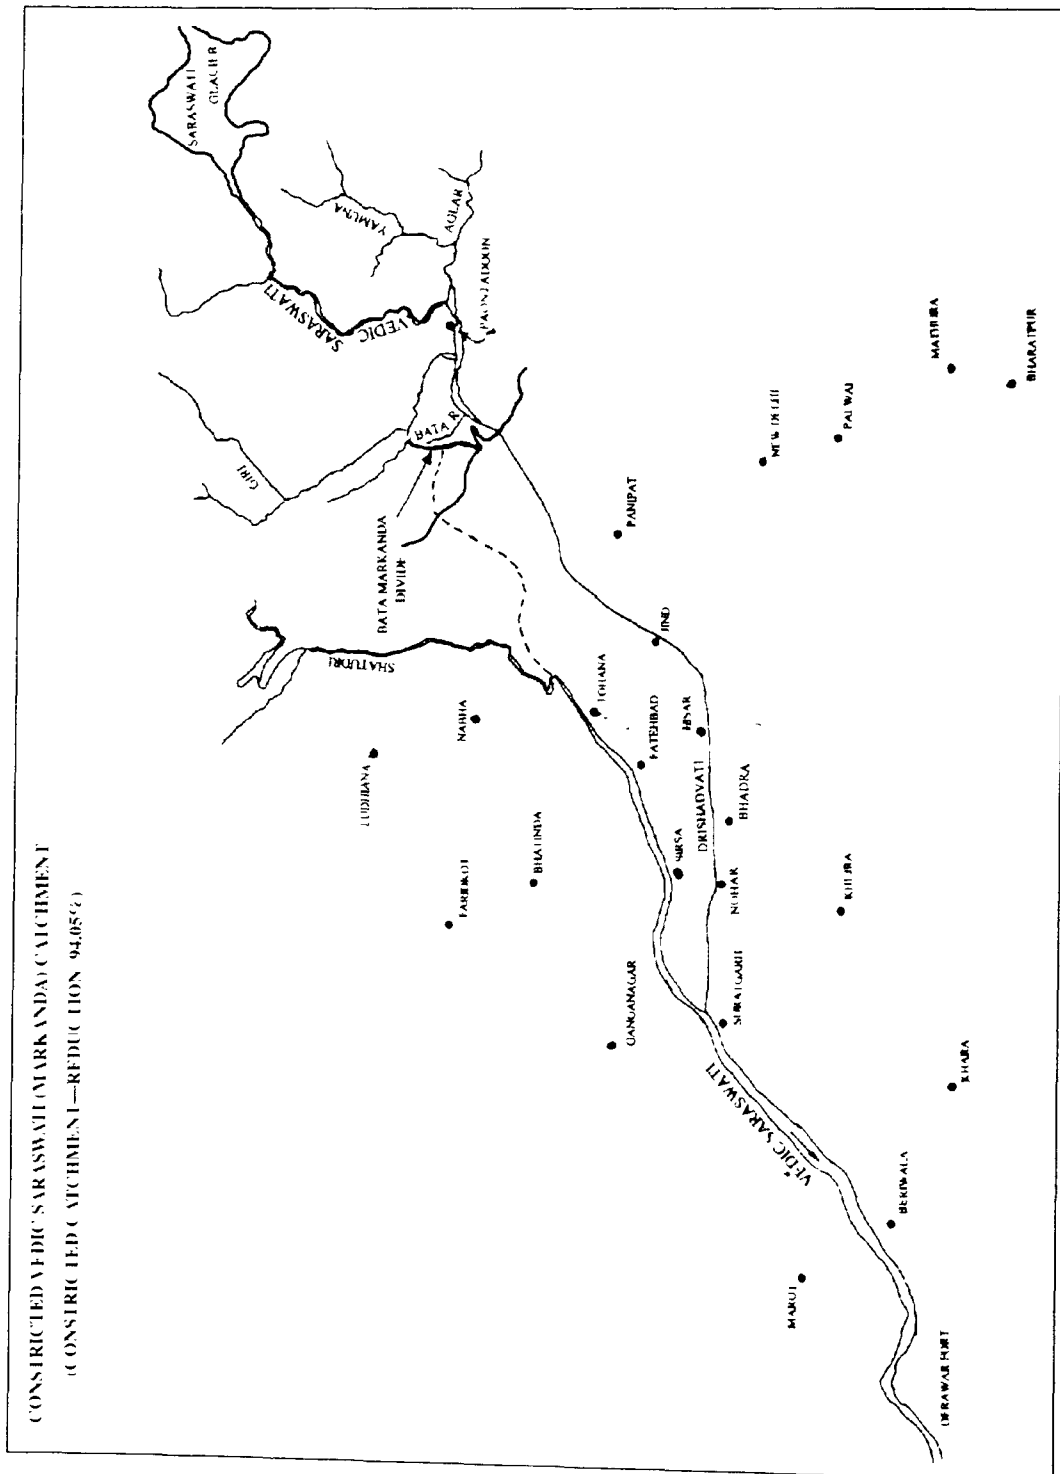 CONSTRICTED VEDIC SARASWATI (MARKANDA) CATCHMENT
(CONSTRICTED CATCHMENT—REDUCTION 94.05%)
SARASWATI
GLACIER
YAMUNA
AGLAR
PAONTADOON
VEDIC
SARASWATI
GIRI
BATA R
BATA MARKANDA
DIVIDE
SHATUDRI
LUDHIANA
NABHA
FARIDKOT
BHATINDA
PANIPAT
NEW DELHI
PALWAL
MATHURA
BHARATPUR
JIND
TOHANA
FATEHBAD
HISAR
DRISHADVATI
SIRSA
BHADRA
NOHAR
GANGANAGAR
SURATGARH
VEDIC SARASWATI
KHARA
BERIWALA
MAROT
DERAWAR FORT